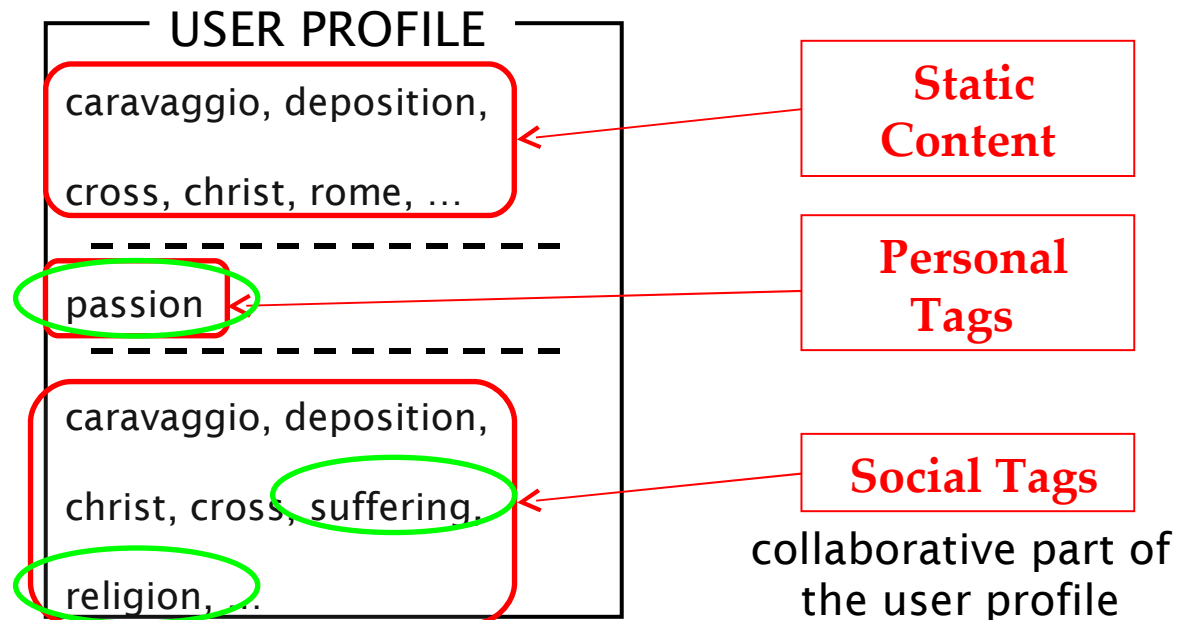 USER PROFILE
caravaggio, deposition,
cross, christ, rome, …
passion
caravaggio, deposition,
christ, cross, suffering,
religion, …
Static
Content
Personal
Tags
Social Tags
collaborative part of
the user profile